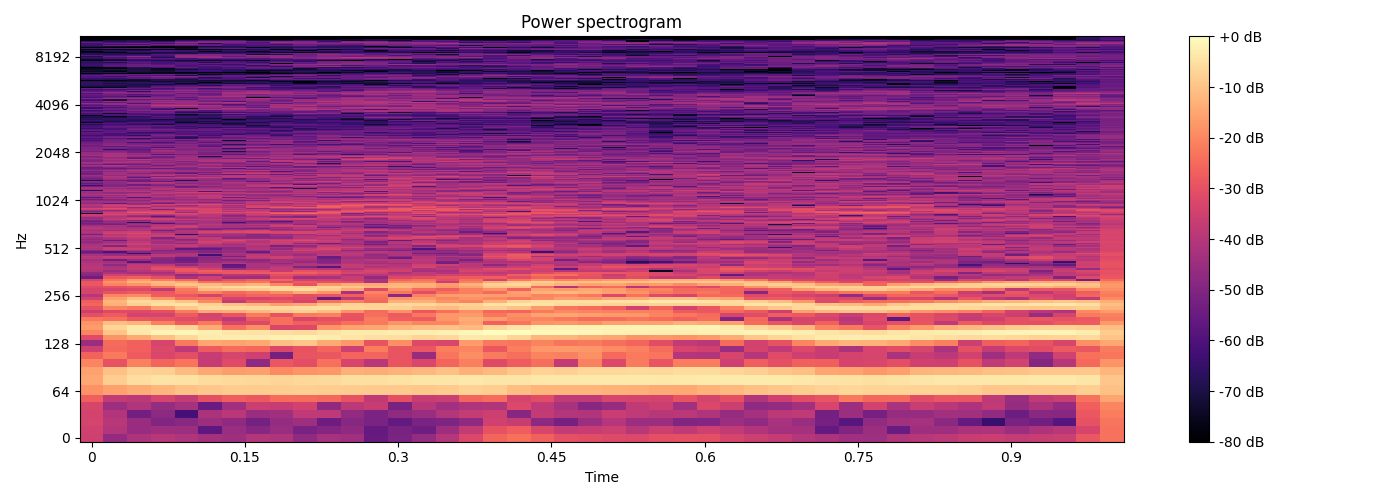 Power spectrogram
Hz
8192
4096
2048
1024
512
256
128
64
0
0 0.15 0.3 0.45 0.6 0.75 0.9
Time
+0 dB
-10 dB
-20 dB
-30 dB
-40 dB
-50 dB
-60 dB
-70 dB
-80 dB